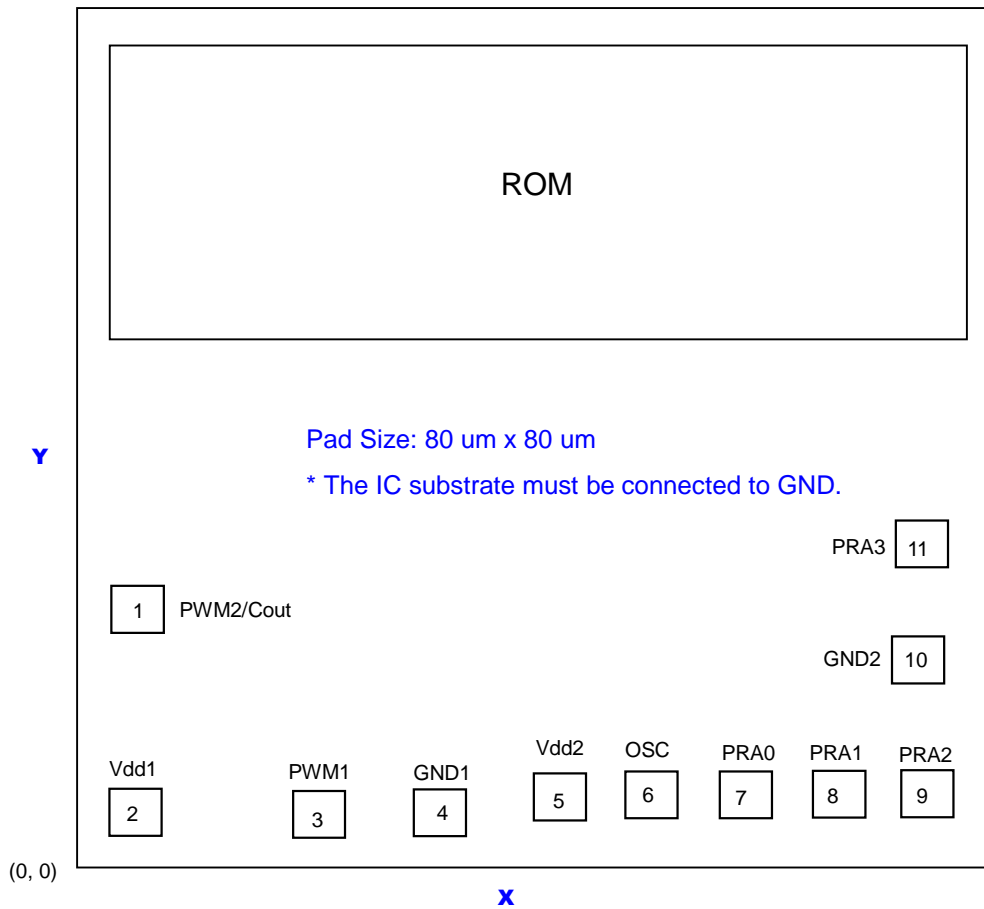 ROM
Pad Size: 80 um x 80 um
Y
* The IC substrate must be connected to GND.
PRA3 11
1 PWM2/Cout
GND2 10
Vdd2 OSC PRA0 PRA1 PRA2
Vdd1 PWM1 GND1
5 6 7 8 9
2 3 4
(0, 0)
X